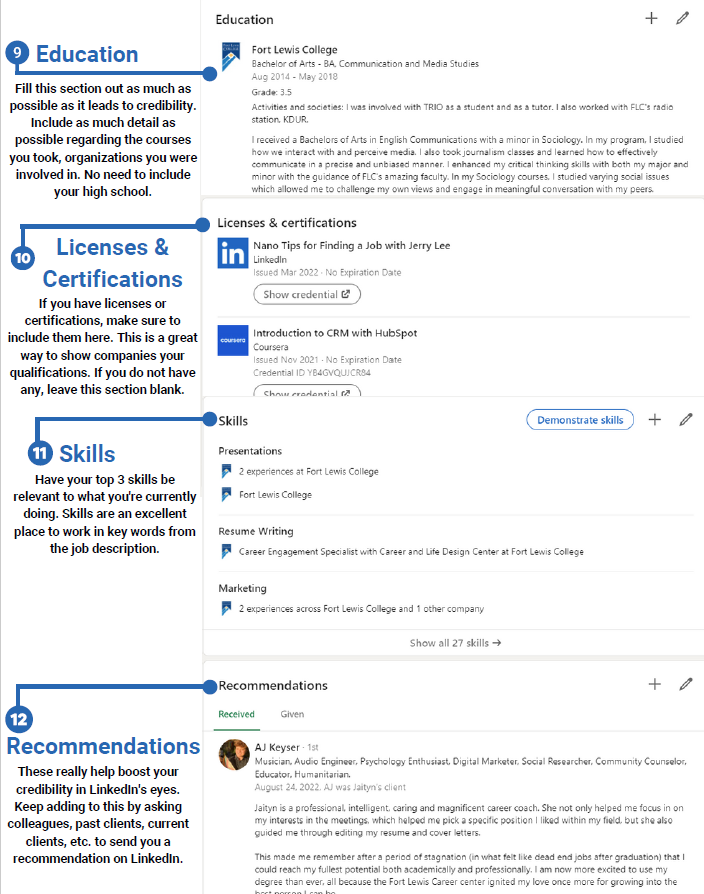 9 Education
Fill this section out as much as
possible as it leads to credibility.
Include as much detail as
possible regarding the courses
you took, organizations you were
involved in. No need to include
your high school.
Education
Fort Lewis College
Bachelor of Arts - BA, Communication and Media Studies
Aug 2014 - May 2018
Grade: 3.5
Activities and societies: I was involved with TRIO as a student and as a tutor. I also worked with FLC's radio
station, KDUR.
I received a Bachelors of Arts in English Communications with a minor in Sociology. In my program, I studied
how we interact with and perceive media. I also took journalism classes and learned how to effectively
communicate in a precise and unbiased manner. I enhanced my critical thinking skills with both my major and
minor with the guidance of FLC's amazing faculty. In my Sociology courses, I studied varying social issues
which allowed me to challenge my own views and engage in meaningful conversation with my peers.
10 Licenses &
Certifications
If you have licenses or
certifications, make sure to
include them here. This is a great
way to show companies your
qualifications. If you do not have
any, leave this section blank.
Licenses & certifications
in
Nano Tips for Finding a Job with Jerry Lee
LinkedIn
Issued Mar 2022 · No Expiration Date
Show credential
coursera
Introduction to CRM with HubSpot
Coursera
Issued Nov 2021 · No Expiration Date
Credential ID YB4GVQUJCR84
Show credential
11 Skills
Have your top 3 skills be
relevant to what you're currently
doing. Skills are an excellent
place to work in key words from
the job description.
Skills
Demonstrate skills
Presentations
2 experiences at Fort Lewis College
Fort Lewis College
Resume Writing
Career Engagement Specialist with Career and Life Design Center at Fort Lewis College
Marketing
2 experiences across Fort Lewis College and 1 other company
Show all 27 skills →
12
Recommendations
These really help boost your
credibility in LinkedIn's eyes.
Keep adding to this by asking
colleagues, past clients, current
clients, etc. to send you a
recommendation on LinkedIn.
Recommendations
Received Given
AJ Keyser · 1st
Musician, Audio Engineer, Psychology Enthusiast, Digital Marketer, Social Researcher, Community Counselor,
Educator, Humanitarian.
August 24, 2022, AJ was Jaityn's client
Jaityn is a professional, intelligent, caring and magnificent career coach. She not only helped me focus in on
my interests in the meetings, which helped me pick a specific position I liked within my field, but she also
guided me through editing my resume and cover letters.
This made me remember after a period of stagnation (in what felt like dead end jobs after graduation) that I
could reach my fullest potential both academically and professionally. I am now more excited to use my
degree than ever, all because the Fort Lewis Career center ignited my love once more for growing into the
best person I can be.